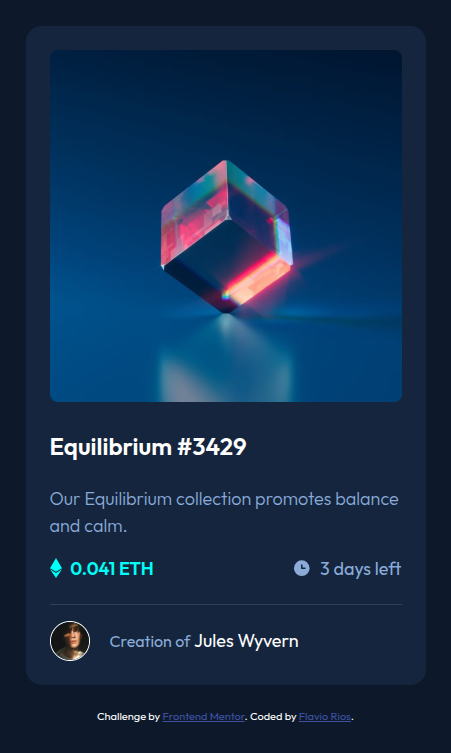 Equilibrium #3429
Our Equilibrium collection promotes balance
and calm.
0.041 ETH
3 days left
Creation of Jules Wyvern
Challenge by Frontend Mentor. Coded by Flavio Rios.